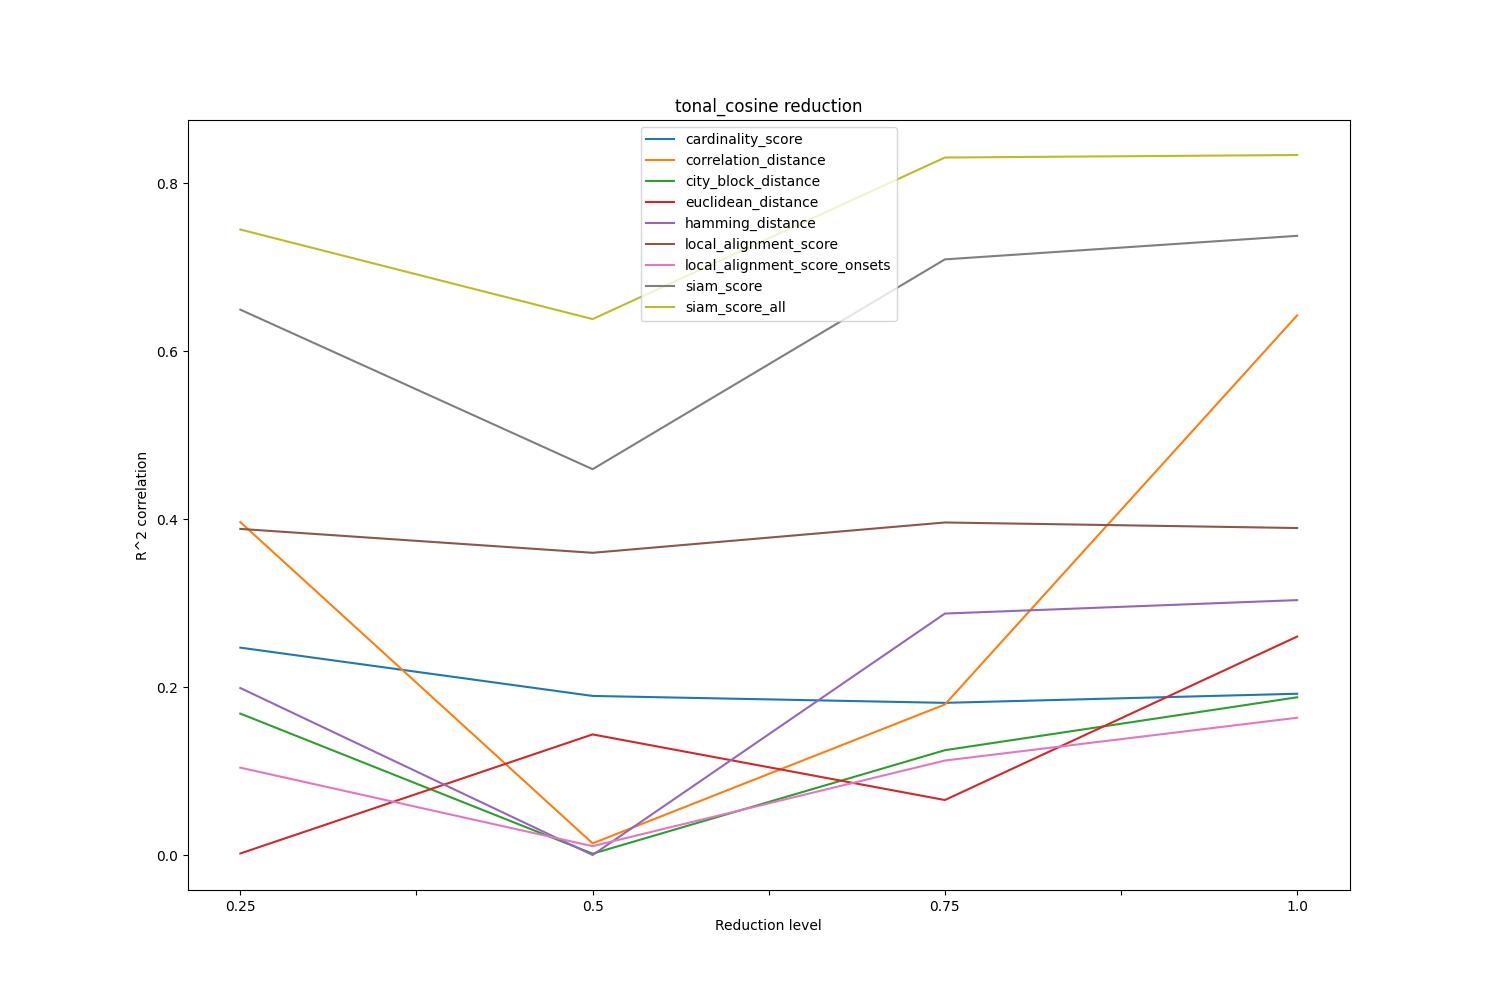 tonal_cosine reduction
cardinality_score
correlation_distance
city_block_distance
euclidean_distance
hamming_distance
local_alignment_score
local_alignment_score_onsets
siam_score
siam_score_all
R^2 correlation
0.8
0.6
0.4
0.2
0.0
0.25 0.5 0.75 1.0
Reduction level